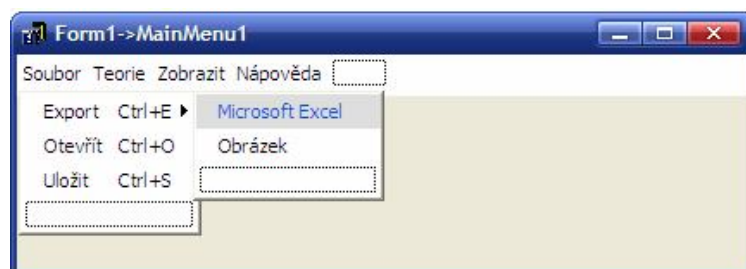 Form1->MainMenu1
Soubor Teorie Zobrazit Nápověda
Export Ctrl+E Microsoft Excel
Otevřít Ctrl+O Obrázek
Uložit Ctrl+S